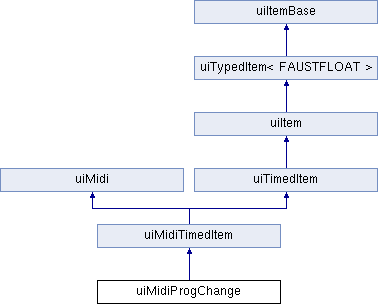 uiItemBase
uiTypedItem< FAUSTFLOAT >
uiItem
uiMidi
uiTimedItem
uiMidiTimedItem
uiMidiProgChange